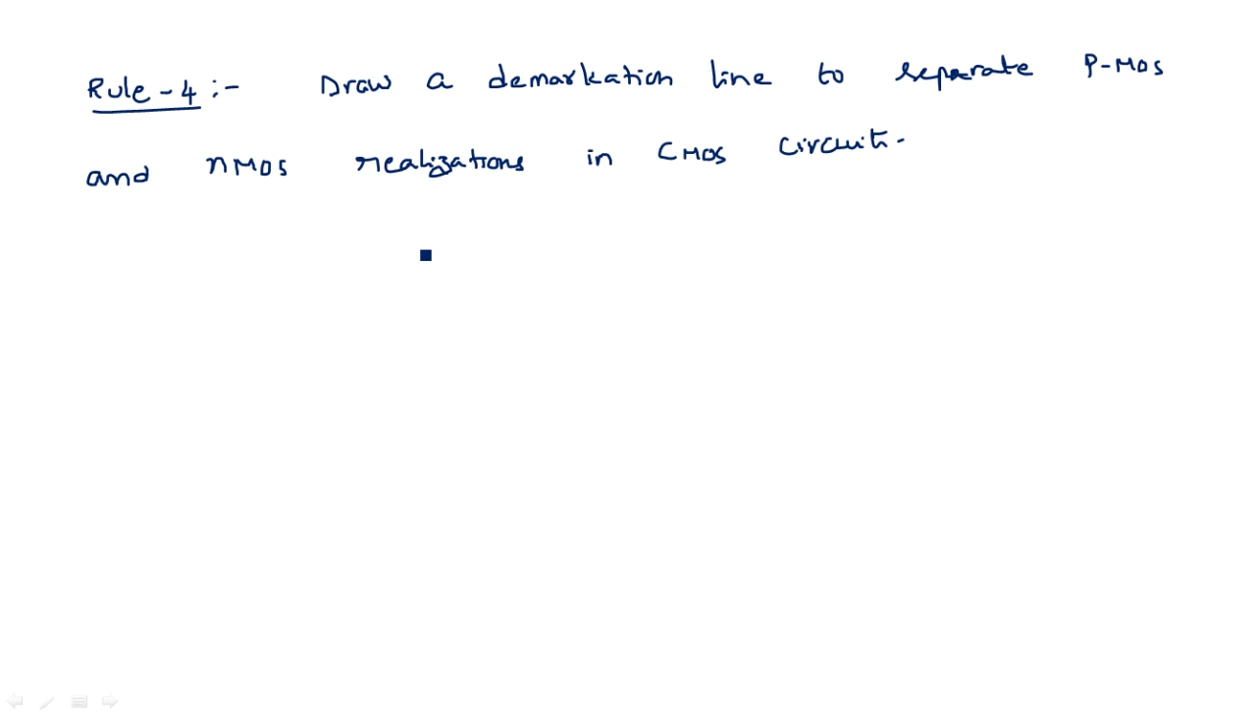 Rule-4 :- Draw a demarkation line to separate P-MOS
and nMOS realizations in CMOS circuit.